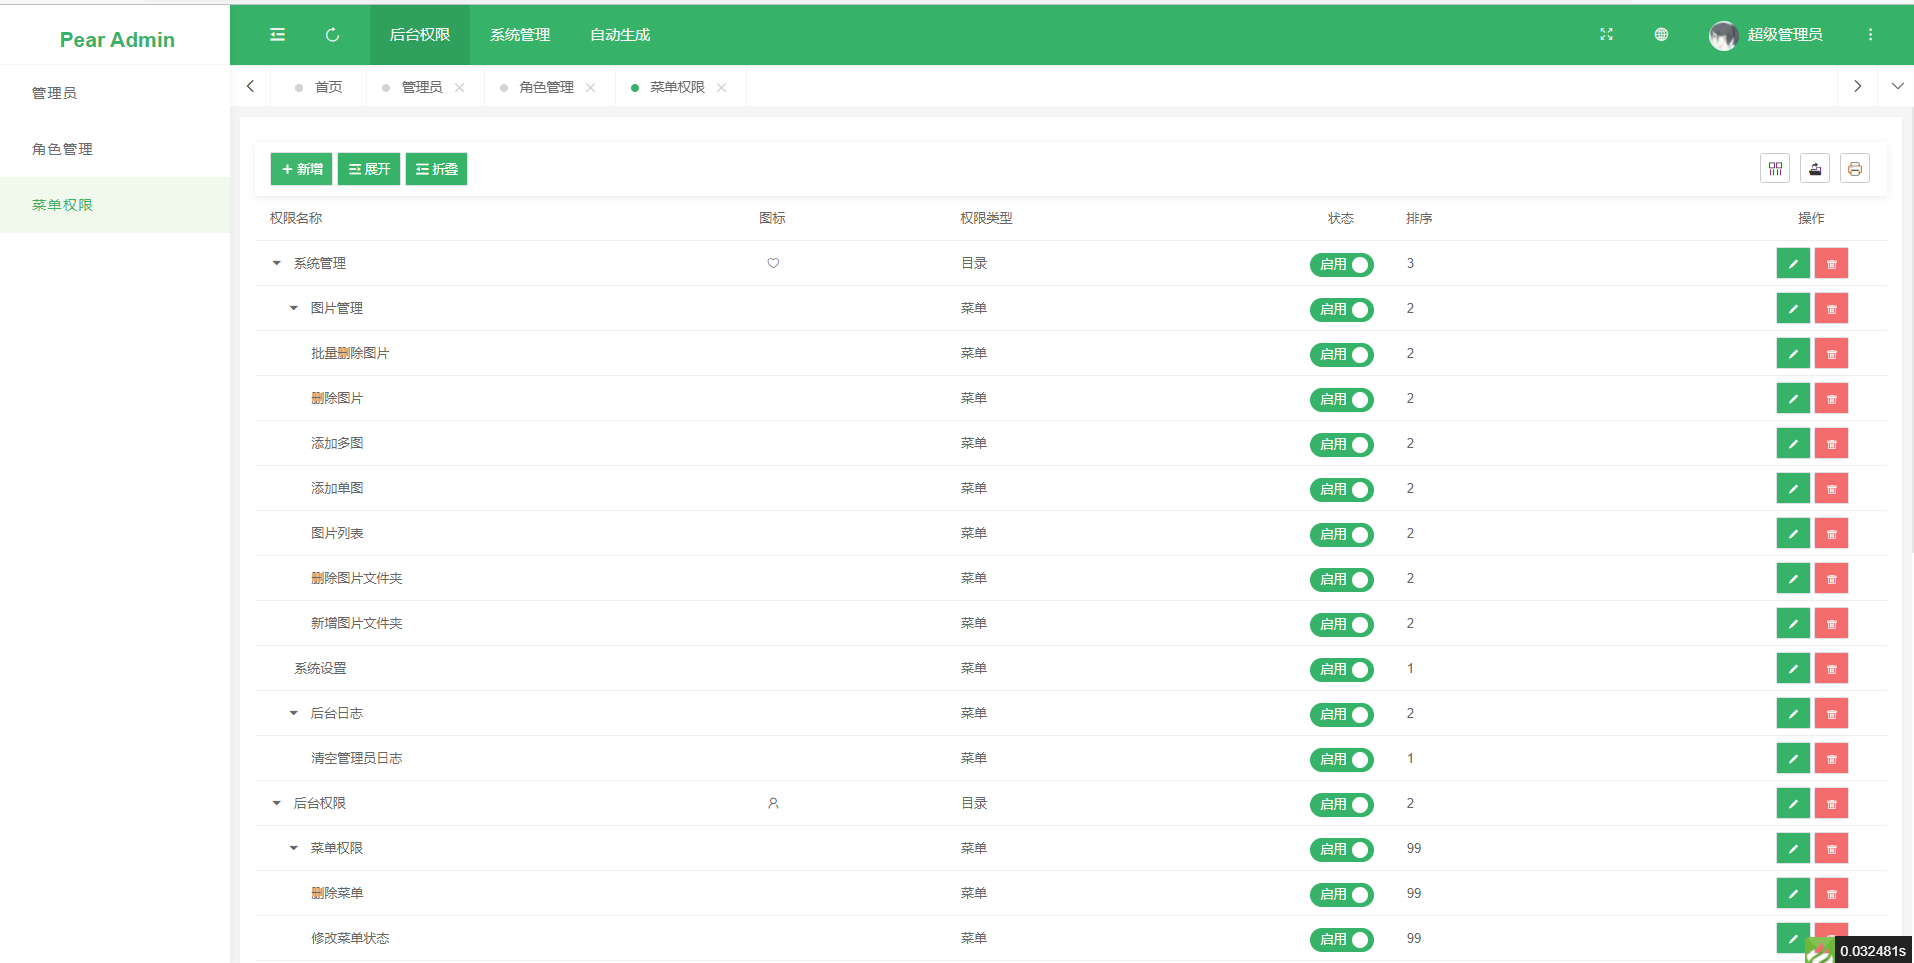 Pear Admin
后台权限 系统管理 自动生成 超级管理员
管理员
角色管理
菜单权限
首页 管理员 角色管理 菜单权限
新增 展开 折叠
权限名称 图标 权限类型 状态 排序 操作
系统管理 目录 启用 3
图片管理 菜单 启用 2
批量删除图片 菜单 启用 2
删除图片 菜单 启用 2
添加多图 菜单 启用 2
添加单图 菜单 启用 2
图片列表 菜单 启用 2
删除图片文件夹 菜单 启用 2
新增图片文件夹 菜单 启用 2
系统设置 菜单 启用 1
后台日志 菜单 启用 2
清空管理员日志 菜单 启用 1
后台权限 目录 启用 2
菜单权限 菜单 启用 99
删除菜单 菜单 启用 99
修改菜单状态 菜单 启用 99
0.032481s